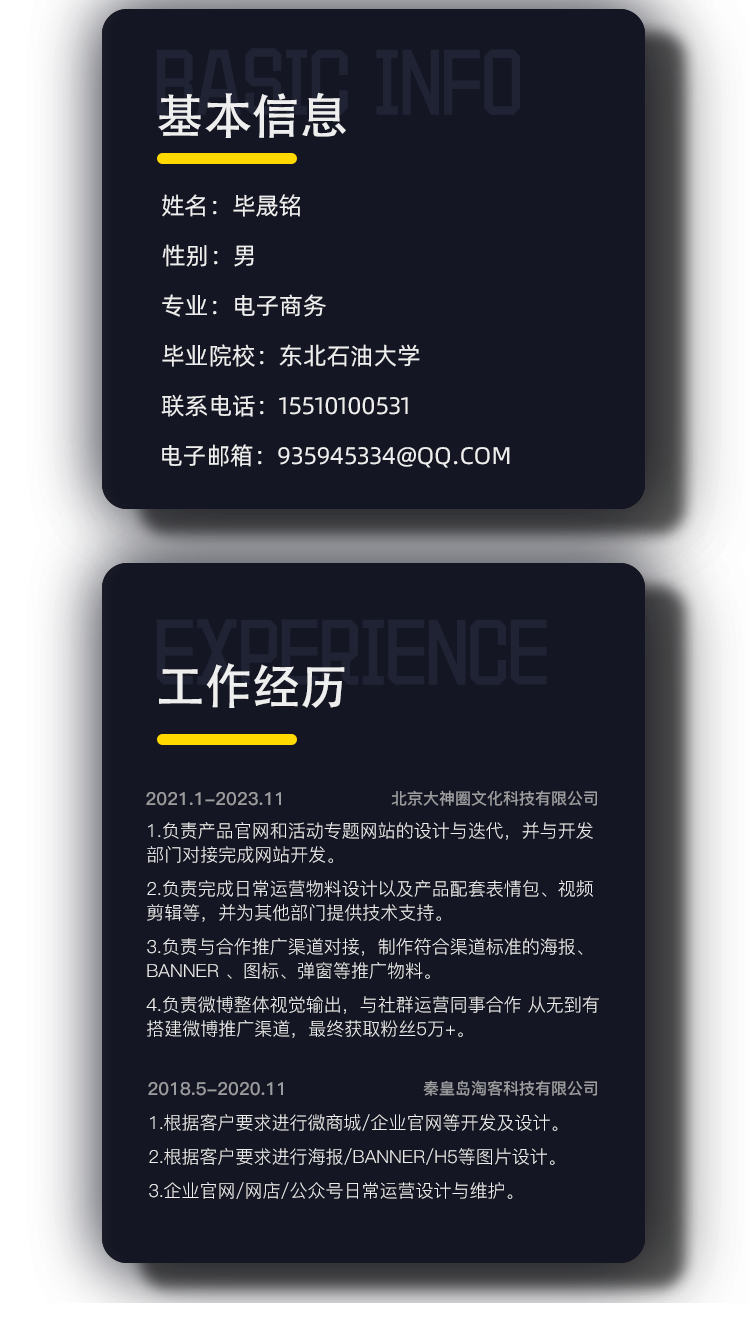 BASIC INFO
基本信息
姓名：毕晟铭
性别：男
专业：电子商务
毕业院校：东北石油大学
联系电话：15510100531
电子邮箱：935945334@QQ.COM
EXPERIENCE
工作经历
2021.1-2023.11 北京大神圈文化科技有限公司
1.负责产品官网和活动专题网站的设计与迭代，并与开发
部门对接完成网站开发。
2.负责完成日常运营物料设计以及产品配套表情包、视频
剪辑等，并为其他部门提供技术支持。
3.负责与合作推广渠道对接，制作符合渠道标准的海报、
BANNER 、图标、弹窗等推广物料。
4.负责微博整体视觉输出，与社群运营同事合作 从无到有
搭建微博推广渠道，最终获取粉丝5万+。
2018.5-2020.11 秦皇岛淘客科技有限公司
1.根据客户要求进行微商城/企业官网等开发及设计。
2.根据客户要求进行海报/BANNER/H5等图片设计。
3.企业官网/网店/公众号日常运营设计与维护。